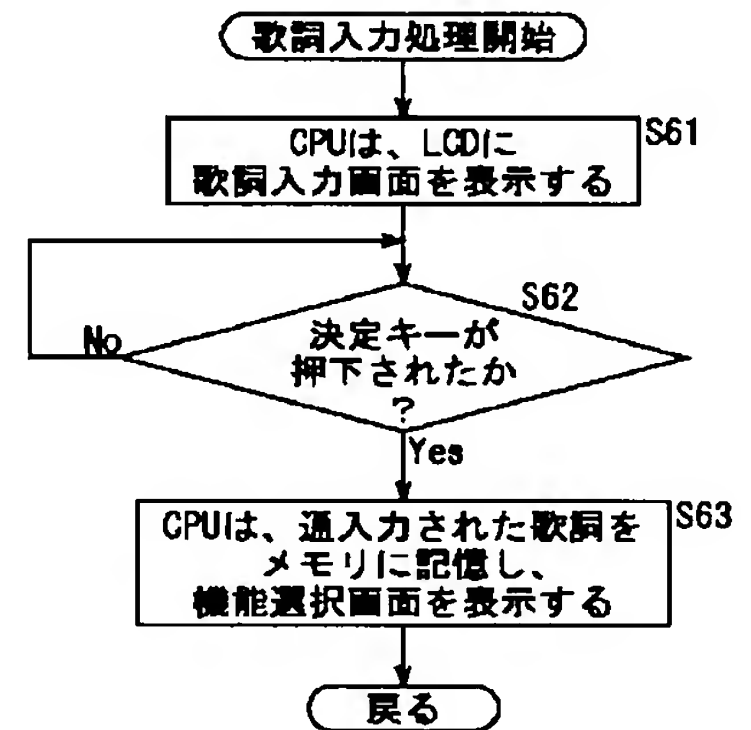 歌詞入力処理開始
S61
CPUは、LCDに
歌詞入力画面を表示する
S62
決定キーが
押下されたか
?
No
Yes
S63
CPUは、通入力された歌詞を
メモリに記憶し、
機能選択画面を表示する
戻る